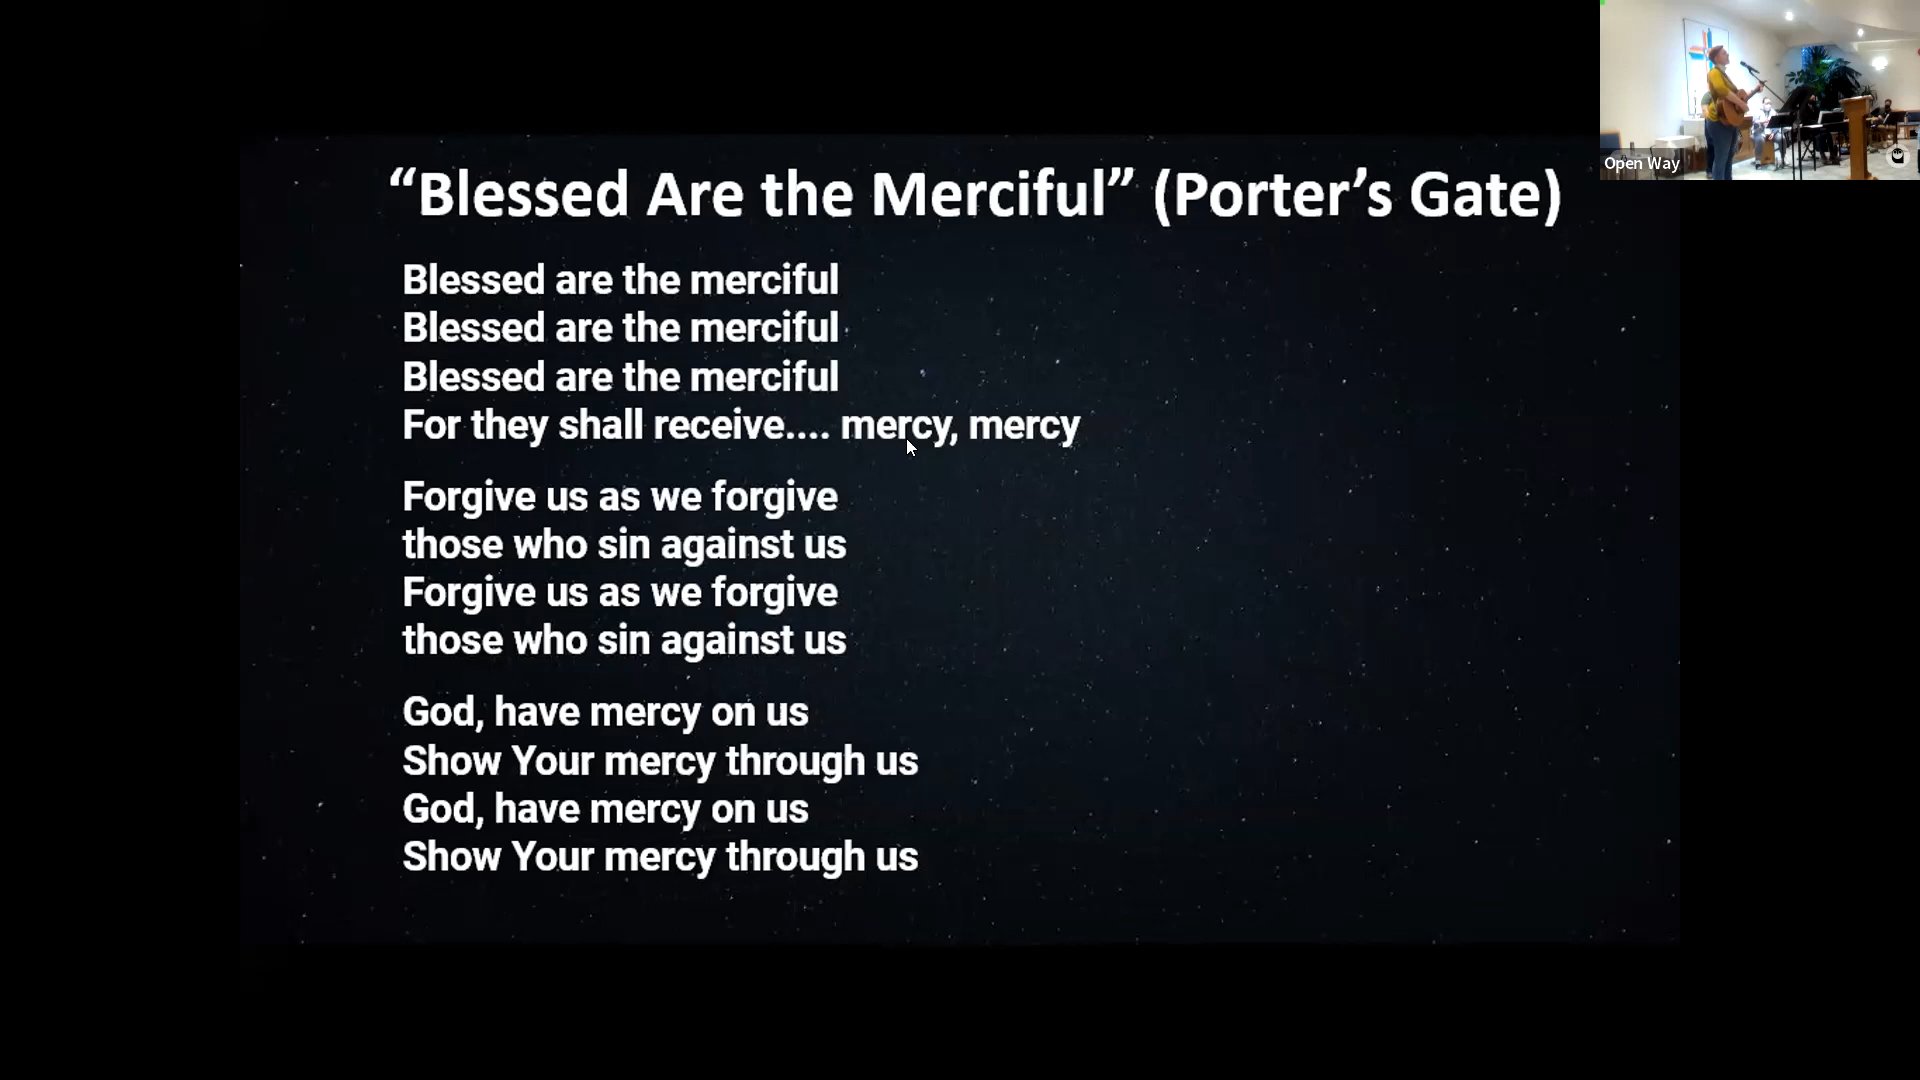 “Blessed Are the Merciful” (Porter’s Gate)
Blessed are the merciful
Blessed are the merciful
Blessed are the merciful
For they shall receive.... mercy, mercy
Forgive us as we forgive
those who sin against us
Forgive us as we forgive
those who sin against us
God, have mercy on us
Show Your mercy through us
God, have mercy on us
Show Your mercy through us
Open Way